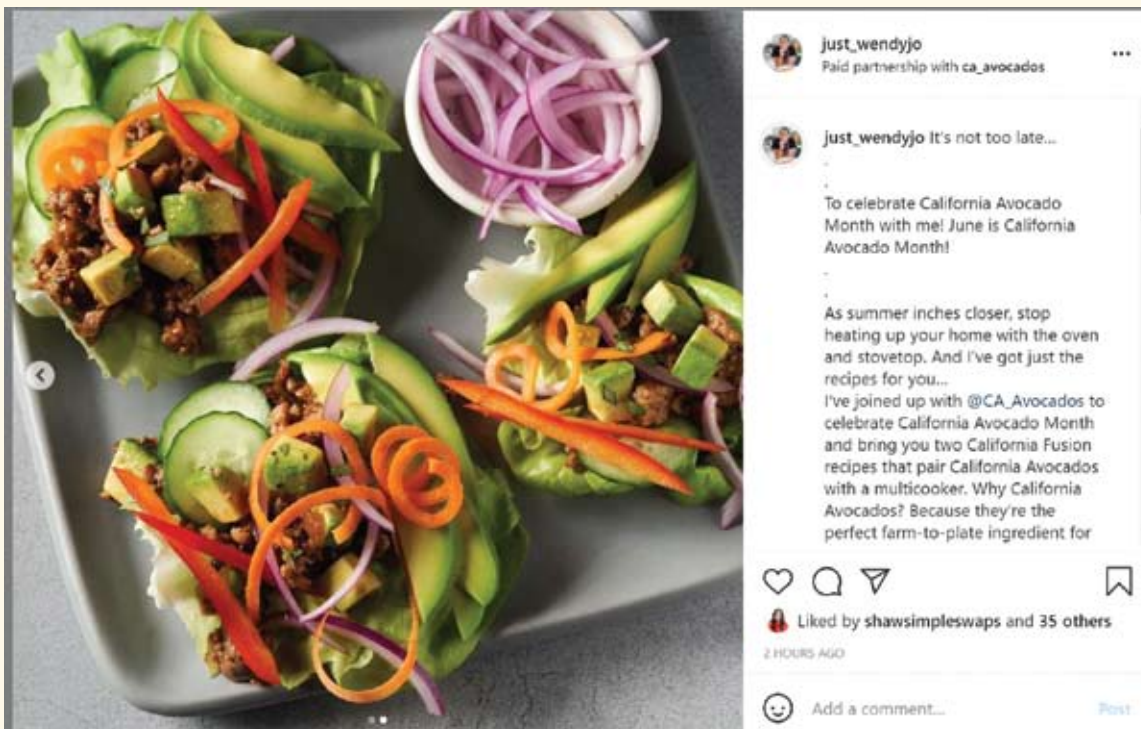 just_wendyjo
Paid partnership with ca_avocados
just_wendyjo It's not too late...
.
.
To celebrate California Avocado
Month with me! June is California
Avocado Month!
.
.
As summer inches closer, stop
heating up your home with the oven
and stovetop. And I've got just the
recipes for you...
I've joined up with @CA_Avocados to
celebrate California Avocado Month
and bring you two California Fusion
recipes that pair California Avocados
with a multicooker. Why California
Avocados? Because they're the
perfect farm-to-plate ingredient for
Liked by shawsimpleswaps and 35 others
2 HOURS AGO
Add a comment...
Post